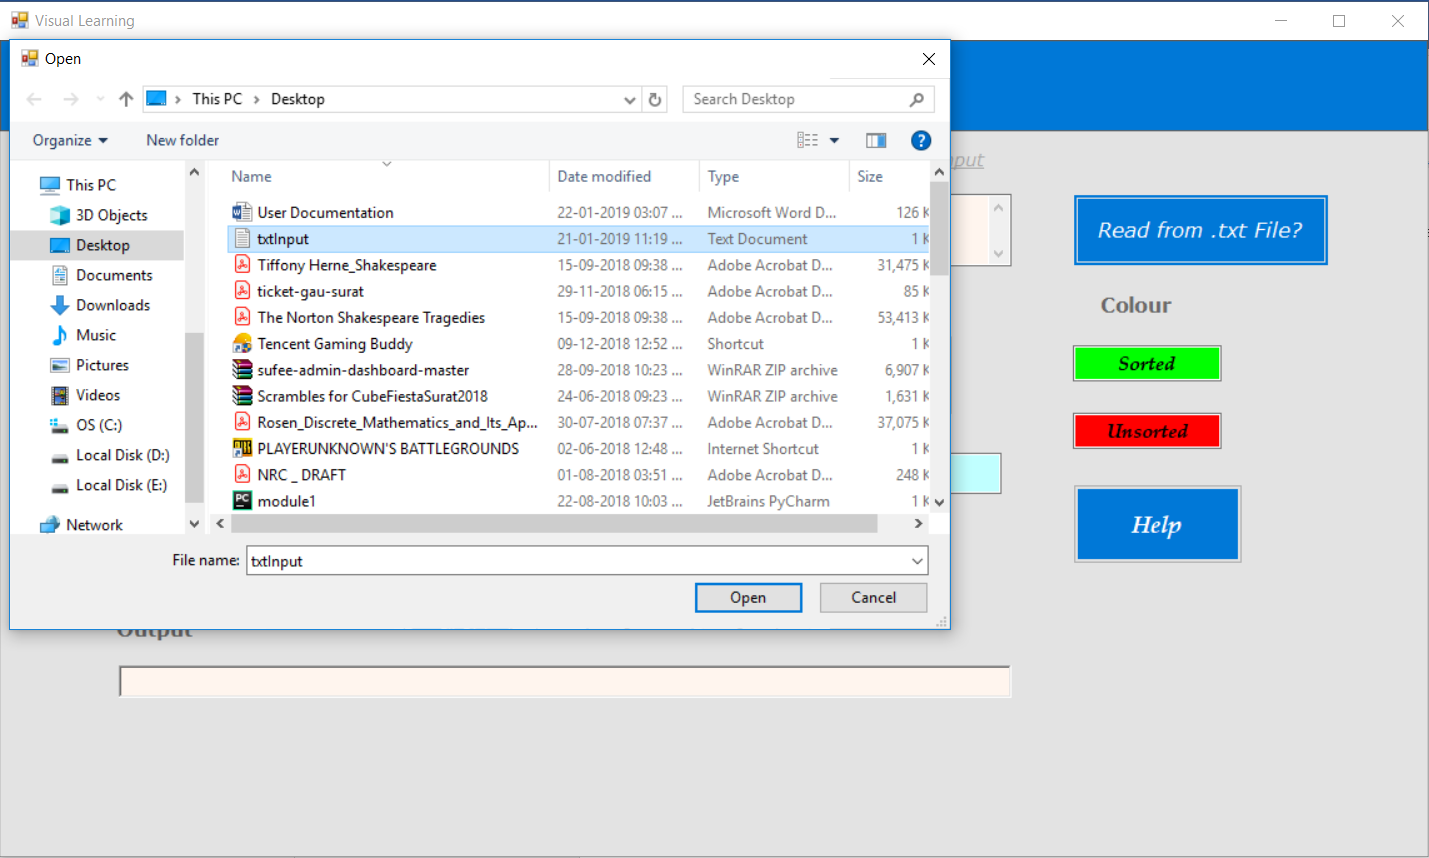 Visual Learning
Open
This PC > Desktop
Search Desktop
Organize
New folder
This PC
3D Objects
Desktop
Documents
Downloads
Music
Pictures
Videos
OS (C:)
Local Disk (D:)
Local Disk (E:)
Network
Name Date modified Type Size
User Documentation 22-01-2019 03:07 ... Microsoft Word D... 126 K
txtInput 21-01-2019 11:19 ... Text Document 1 K
Tiffony Herne_Shakespeare 15-09-2018 09:38 ... Adobe Acrobat D... 31,475 K
ticket-gau-surat 29-11-2018 06:15 ... Adobe Acrobat D... 85 K
The Norton Shakespeare Tragedies 15-09-2018 09:38 ... Adobe Acrobat D... 53,413 K
Tencent Gaming Buddy 09-12-2018 12:52 ... Shortcut 1 K
sufee-admin-dashboard-master 28-09-2018 10:23 ... WinRAR ZIP archive 6,907 K
Scrambles for CubeFiestaSurat2018 24-06-2018 09:23 ... WinRAR ZIP archive 1,631 K
Rosen_Discrete_Mathematics_and_Its_Ap... 30-07-2018 07:37 ... Adobe Acrobat D... 37,075 K
PLAYERUNKNOWN'S BATTLEGROUNDS 02-06-2018 12:48 ... Internet Shortcut 1 K
NRC _ DRAFT 01-08-2018 03:51 ... Adobe Acrobat D... 248 K
module1 22-08-2018 10:03 ... JetBrains PyCharm 1 K
File name: txtInput
Open
Cancel
put
Read from .txt File?
Colour
Sorted
Unsorted
Help
Output